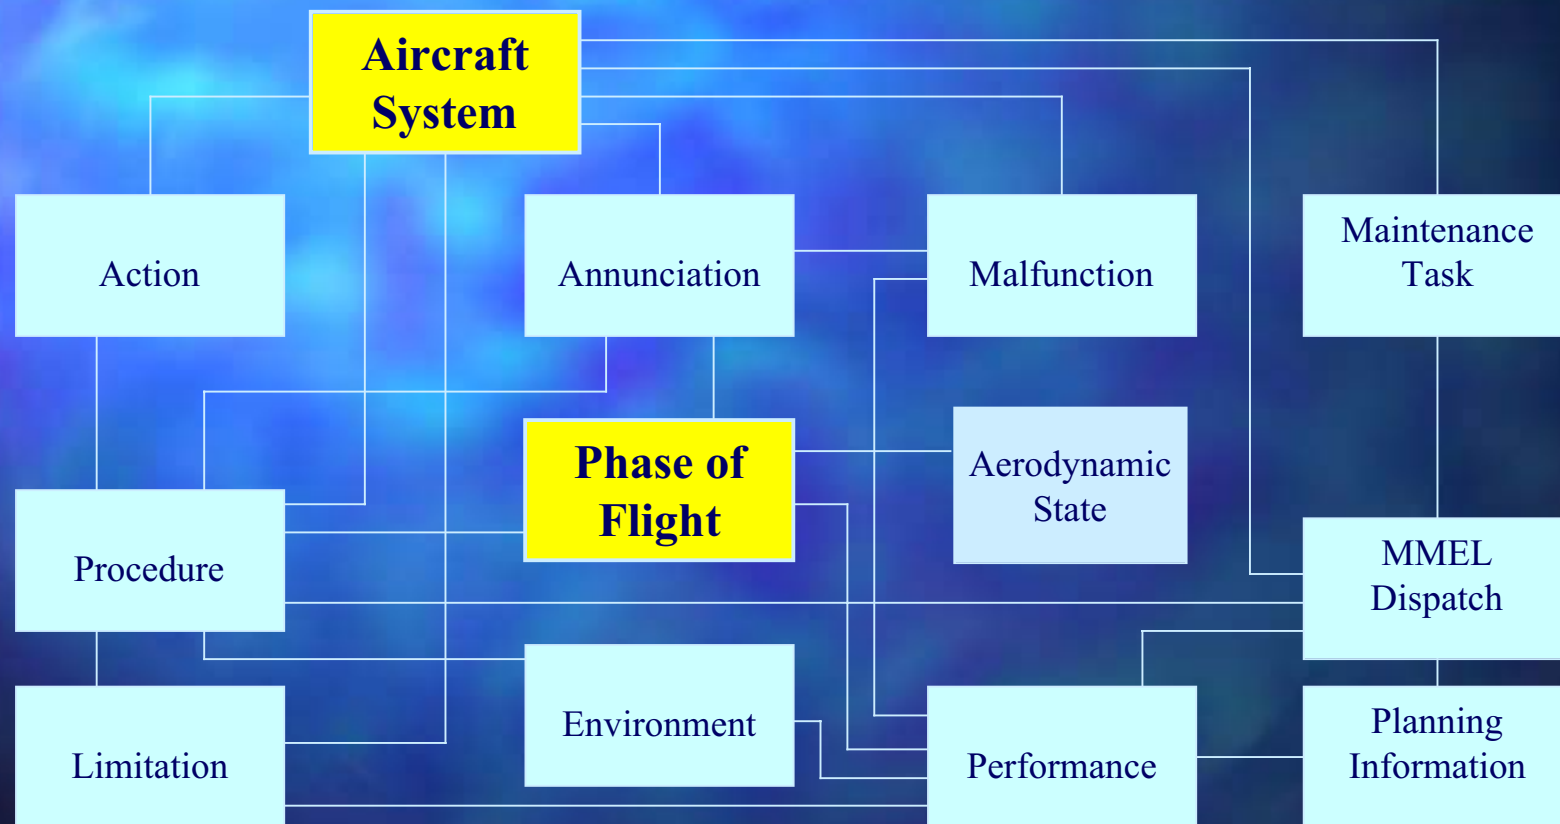 Aircraft
System
Action
Annunciation
Malfunction
Maintenance
Task
Phase of
Flight
Aerodynamic
State
Procedure
MMEL
Dispatch
Limitation
Environment
Performance
Planning
Information